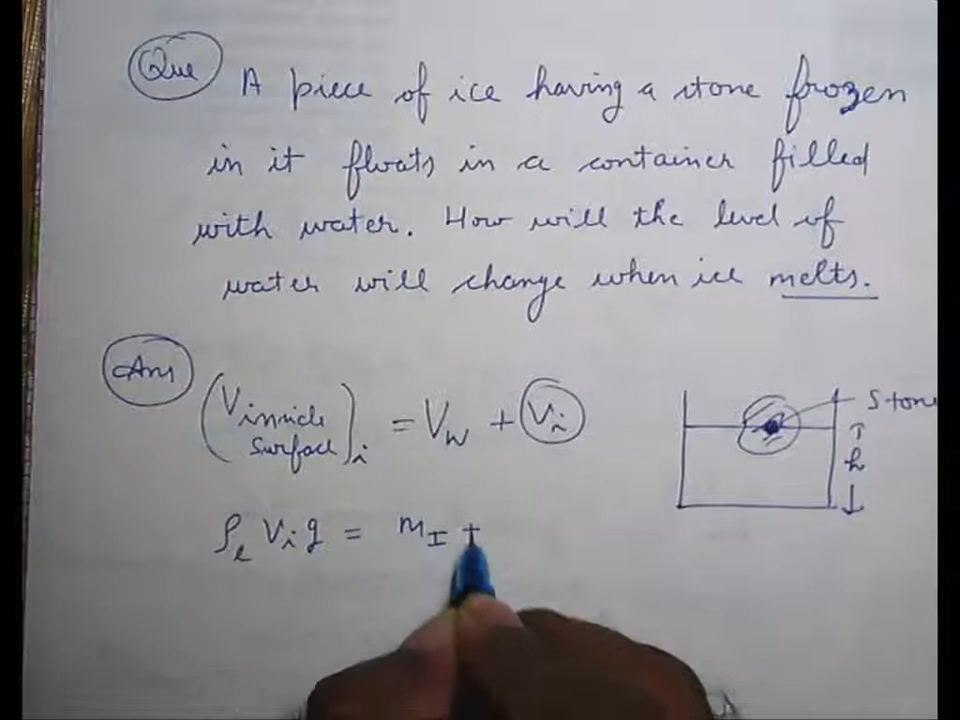 Que A piece of ice having a stone frozen
in it floats in a container filled
with water. How will the level of
water will change when ice melts.
Ans (V inside surface)i = Vw + Vi
Stone
h
ρl Vi g = mI +